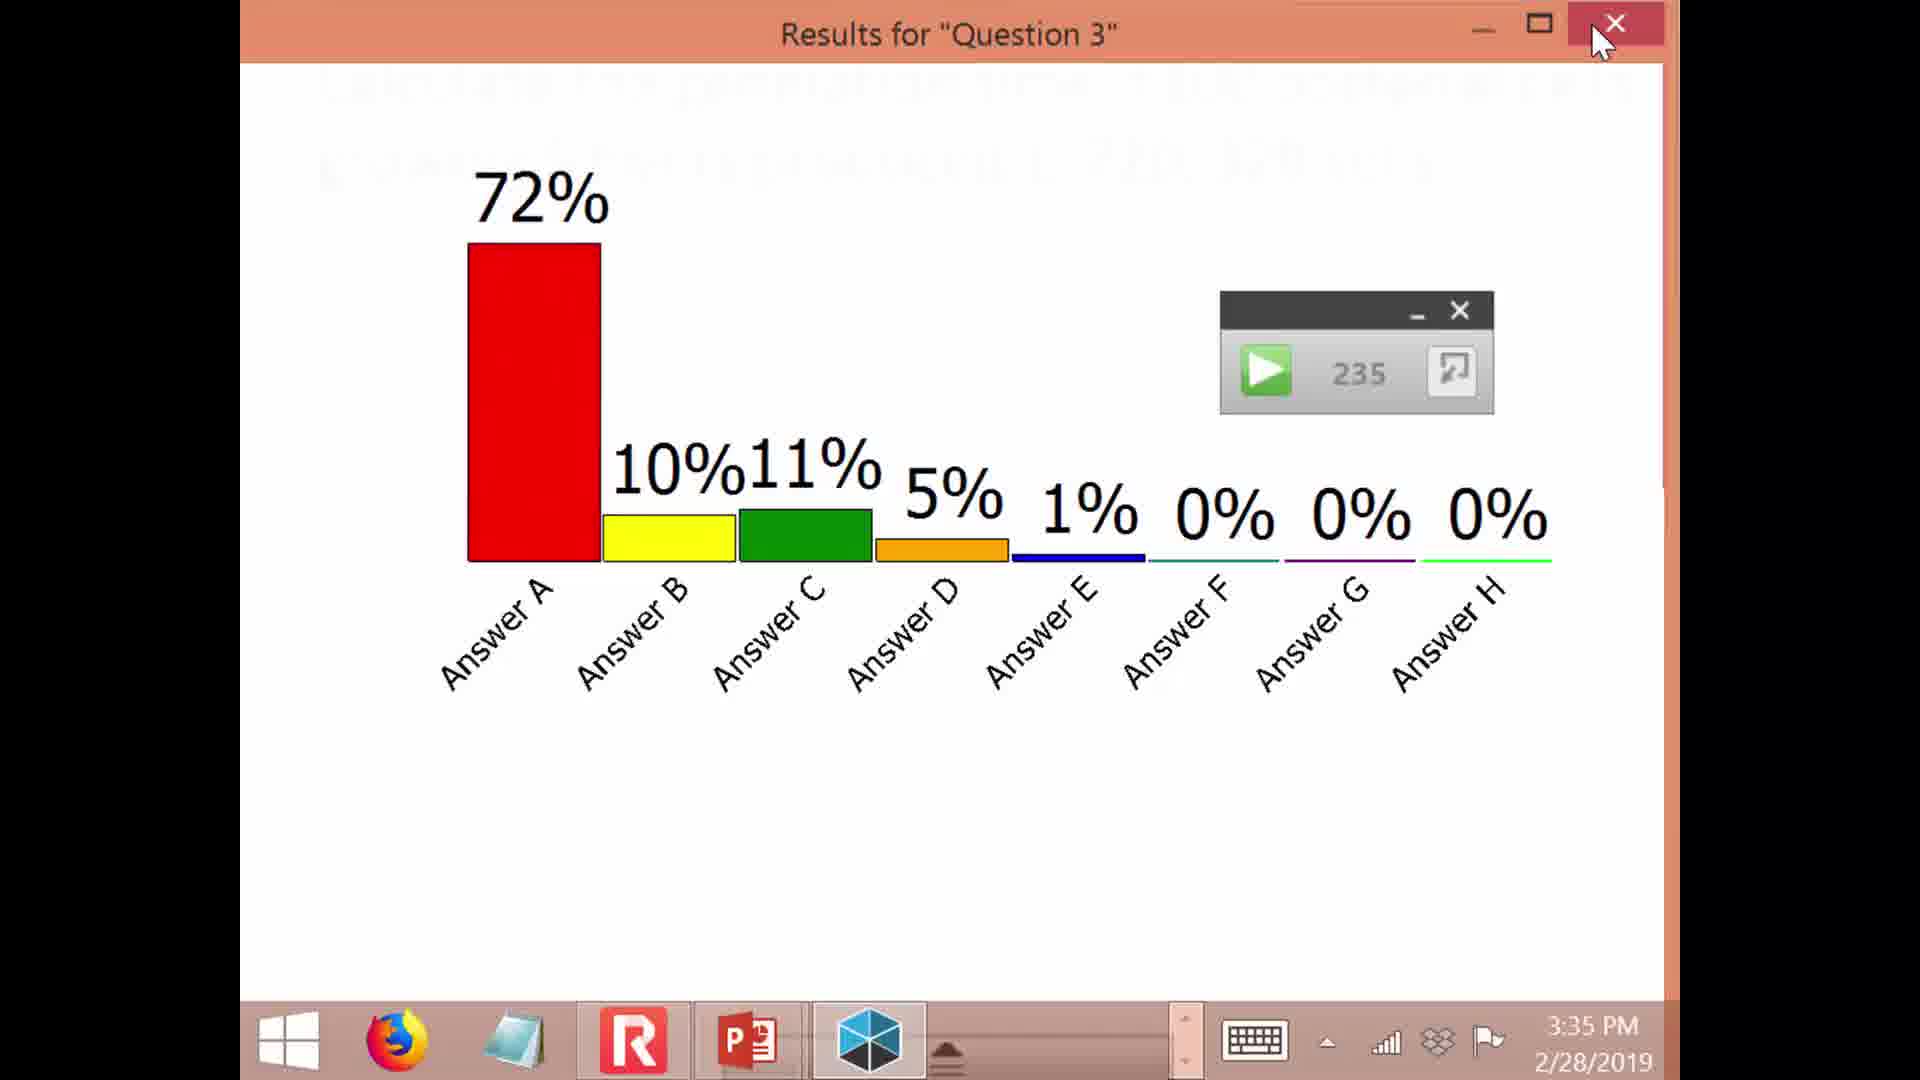 Results for "Question 3"
72%
10%
11%
5%
1%
0%
0%
0%
235
Answer A
Answer B
Answer C
Answer D
Answer E
Answer F
Answer G
Answer H
3:35 PM
2/28/2019